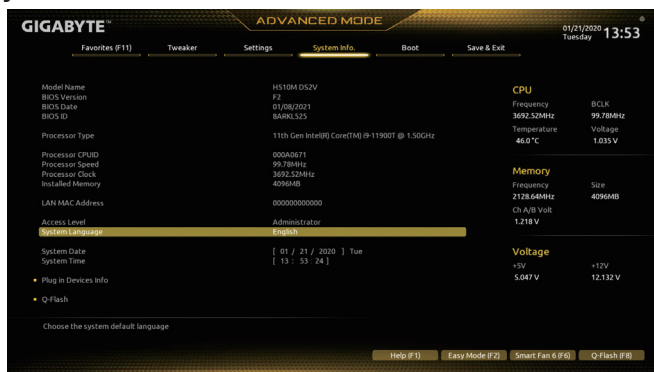 GIGABYTE™
ADVANCED MODE
01/21/2020 Tuesday 13:53
Favorites (F11) Tweaker Settings System Info. Boot Save & Exit
Model Name H510M DS2V
BIOS Version F2
BIOS Date 01/08/2021
BIOS ID 8ARKL525
Processor Type 11th Gen Intel(R) Core(TM) i9-11900T @ 1.50GHz
Processor CPUID 000A0671
Processor Speed 99.78MHz
Processor Clock 3692.52MHz
Installed Memory 4096MB
LAN MAC Address 000000000000
Access Level Administrator
System Language English
System Date [ 01 / 21 / 2020 ] Tue
System Time [ 13 : 53 : 24 ]
Plug in Devices Info
Q-Flash
Choose the system default language
CPU
Frequency BCLK
3692.52MHz 99.78MHz
Temperature Voltage
46.0 °C 1.035 V
Memory
Frequency Size
2128.64MHz 4096MB
Ch A/B Volt
1.218 V
Voltage
+5V +12V
5.047 V 12.132 V
Help (F1) Easy Mode (F2) Smart Fan 6 (F6) Q-Flash (F8)